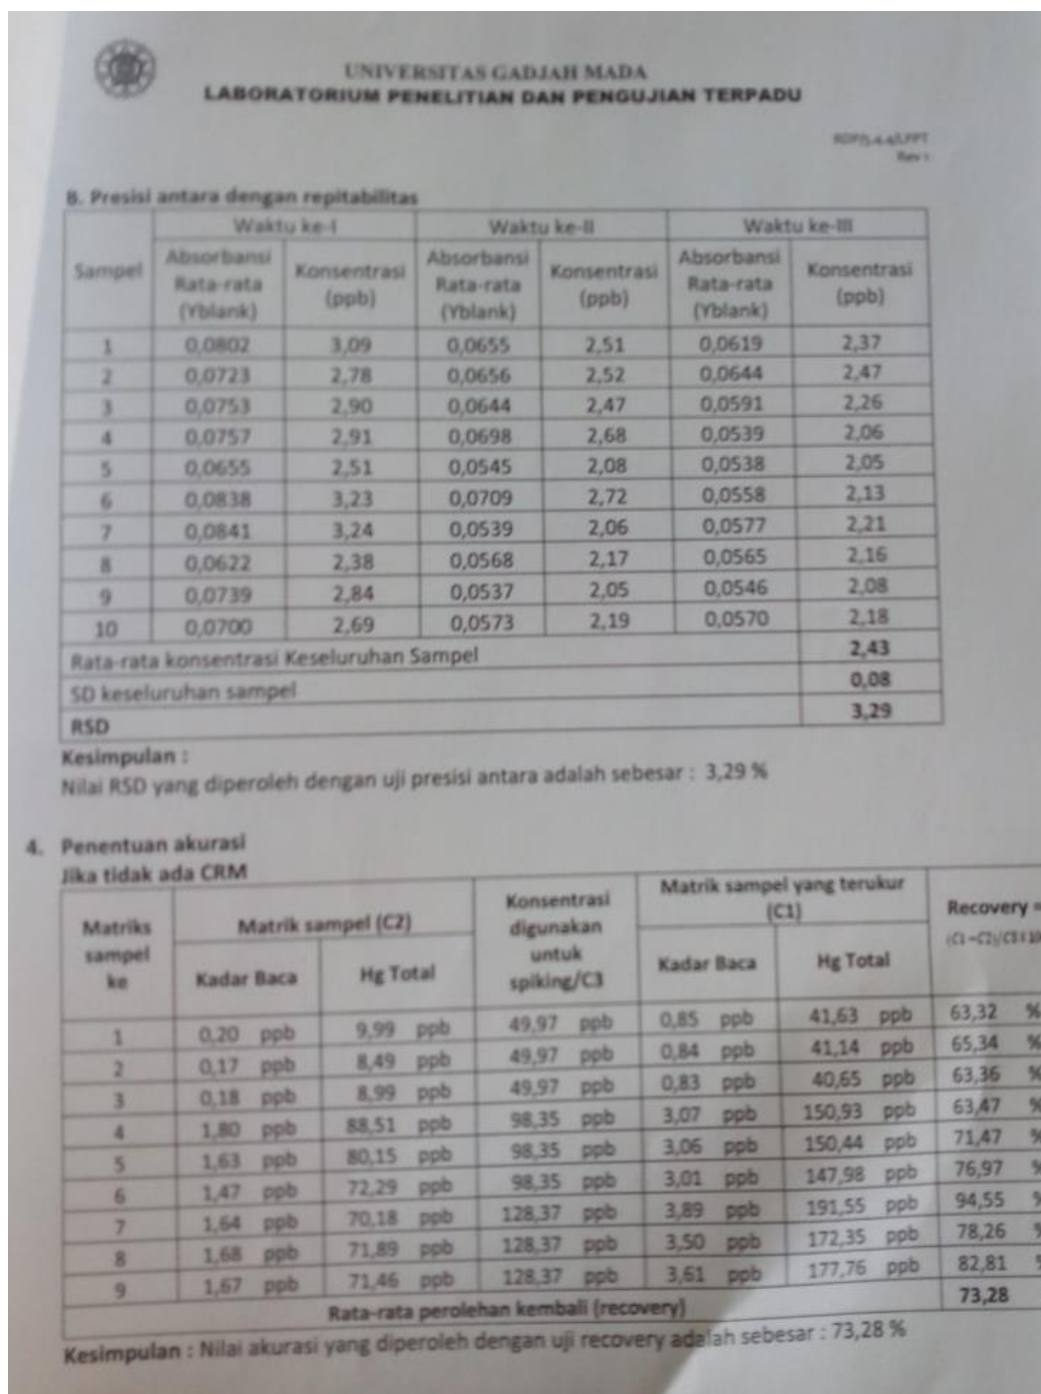 UNIVERSITAS GADJAH MADA
LABORATORIUM PENELITIAN DAN PENGUJIAN TERPADU
RDP/5.4.4/LPPT
Rev 1
B. Presisi antara dengan repitabilitas
Sampel Waktu ke-I Waktu ke-II Waktu ke-III
Absorbansi Rata-rata (Yblank) Konsentrasi (ppb) Absorbansi Rata-rata (Yblank) Konsentrasi (ppb) Absorbansi Rata-rata (Yblank) Konsentrasi (ppb)
1 0,0802 3,09 0,0655 2,51 0,0619 2,37
2 0,0723 2,78 0,0656 2,52 0,0644 2,47
3 0,0753 2,90 0,0644 2,47 0,0591 2,26
4 0,0757 2,91 0,0698 2,68 0,0539 2,06
5 0,0655 2,51 0,0545 2,08 0,0538 2,05
6 0,0838 3,23 0,0709 2,72 0,0558 2,13
7 0,0841 3,24 0,0539 2,06 0,0577 2,21
8 0,0622 2,38 0,0568 2,17 0,0565 2,16
9 0,0739 2,84 0,0537 2,05 0,0546 2,08
10 0,0700 2,69 0,0573 2,19 0,0570 2,18
Rata-rata konsentrasi Keseluruhan Sampel 2,43
SD keseluruhan sampel 0,08
RSD 3,29
Kesimpulan :
Nilai RSD yang diperoleh dengan uji presisi antara adalah sebesar : 3,29 %
4. Penentuan akurasi
Jika tidak ada CRM
Matriks sampel ke Matrik sampel (C2) Konsentrasi digunakan untuk spiking/C3 Matrik sampel yang terukur (C1) Recovery =
(C1-C2)/C3 x 10
Kadar Baca Hg Total Kadar Baca Hg Total
1 0,20 ppb 9,99 ppb 49,97 ppb 0,85 ppb 41,63 ppb 63,32 %
2 0,17 ppb 8,49 ppb 49,97 ppb 0,84 ppb 41,14 ppb 65,34 %
3 0,18 ppb 8,99 ppb 49,97 ppb 0,83 ppb 40,65 ppb 63,36 %
4 1,80 ppb 88,51 ppb 98,35 ppb 3,07 ppb 150,93 ppb 63,47 %
5 1,63 ppb 80,15 ppb 98,35 ppb 3,06 ppb 150,44 ppb 71,47 %
6 1,47 ppb 72,29 ppb 98,35 ppb 3,01 ppb 147,98 ppb 76,97 %
7 1,64 ppb 70,18 ppb 128,37 ppb 3,89 ppb 191,55 ppb 94,55 %
8 1,68 ppb 71,89 ppb 128,37 ppb 3,50 ppb 172,35 ppb 78,26
9 1,67 ppb 71,46 ppb 128,37 ppb 3,61 ppb 177,76 ppb 82,81
Rata-rata perolehan kembali (recovery) 73,28
Kesimpulan : Nilai akurasi yang diperoleh dengan uji recovery adalah sebesar : 73,28 %